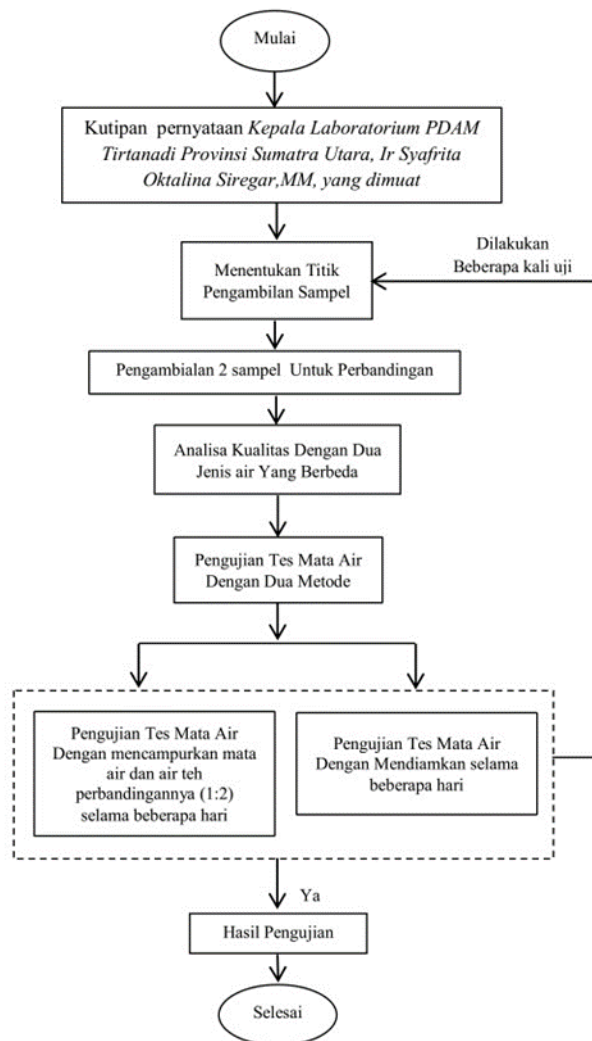 Mulai
Kutipan pernyataan Kepala Laboratorium PDAM
Tirtanadi Provinsi Sumatra Utara, Ir Syafrita
Oktalina Siregar,MM, yang dimuat
Dilakukan
Beberapa kali uji
Menentukan Titik
Pengambilan Sampel
Pengambialan 2 sampel Untuk Perbandingan
Analisa Kualitas Dengan Dua
Jenis air Yang Berbeda
Pengujian Tes Mata Air
Dengan Dua Metode
Pengujian Tes Mata Air
Dengan mencampurkan mata
air dan air teh
perbandingannya (1:2)
selama beberapa hari
Pengujian Tes Mata Air
Dengan Mendiamkan selama
beberapa hari
Ya
Hasil Pengujian
Selesai